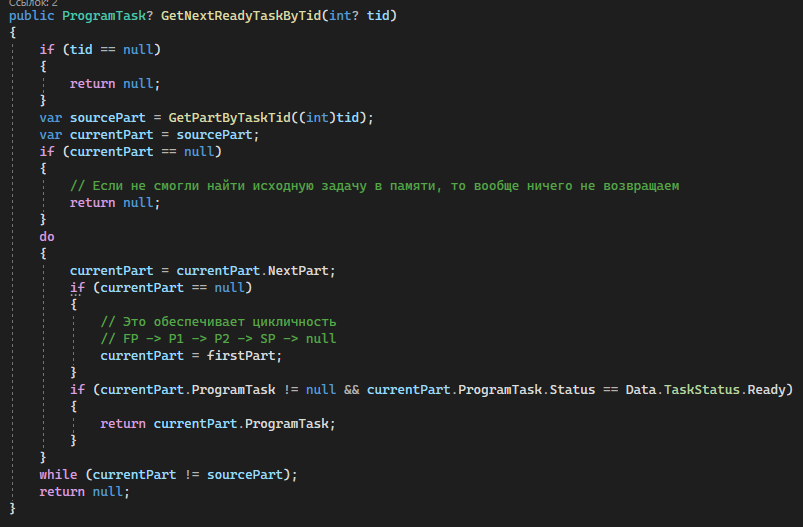 Ссылок: 2
public ProgramTask? GetNextReadyTaskByTid(int? tid)
{
if (tid == null)
{
return null;
}
var sourcePart = GetPartByTaskTid((int)tid);
var currentPart = sourcePart;
if (currentPart == null)
{
// Если не смогли найти исходную задачу в памяти, то вообще ничего не возвращаем
return null;
}
do
{
currentPart = currentPart.NextPart;
if (currentPart == null)
{
// Это обеспечивает цикличность
// FP -> P1 -> P2 -> SP -> null
currentPart = firstPart;
}
if (currentPart.ProgramTask != null && currentPart.ProgramTask.Status == Data.TaskStatus.Ready)
{
return currentPart.ProgramTask;
}
}
while (currentPart != sourcePart);
return null;
}